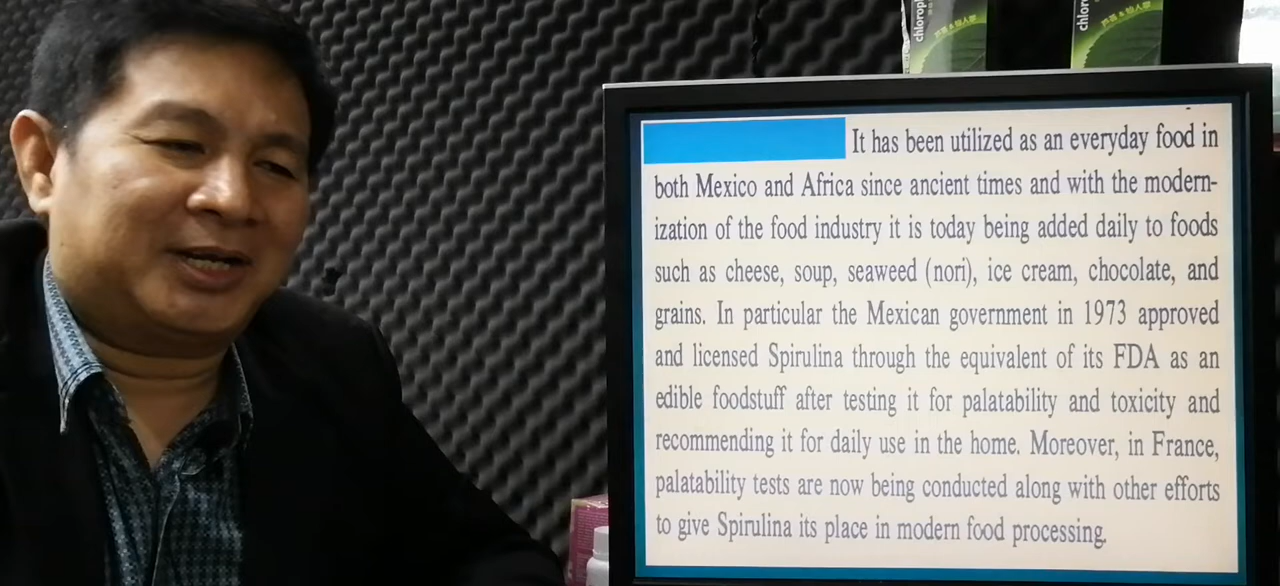 chloroph
chlorop
It has been utilized as an everyday food in
both Mexico and Africa since ancient times and with the modern-
ization of the food industry it is today being added daily to foods
such as cheese, soup, seaweed (nori), ice cream, chocolate, and
grains. In particular the Mexican government in 1973 approved
and licensed Spirulina through the equivalent of its FDA as an
edible foodstuff after testing it for palatability and toxicity and
recommending it for daily use in the home. Moreover, in France,
palatability tests are now being conducted along with other efforts
to give Spirulina its place in modern food processing.